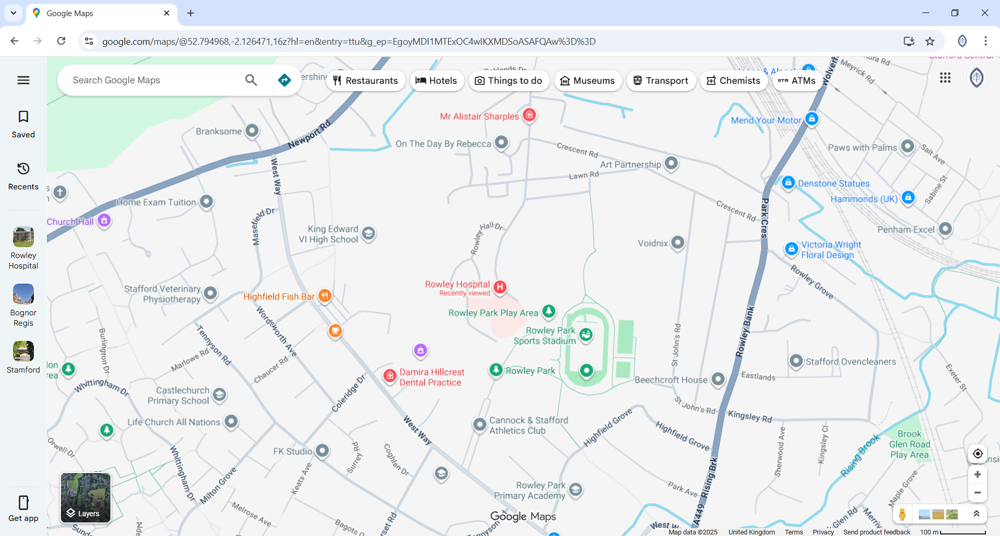 Google Maps
google.com/maps/@52.794968,-2.126471,16z?hl=en&entry=ttu&g_ep=EgoyMDI1MTExOC4wIKXMDSoASAFQAw%3D%3D
Search Google Maps
Restaurants
Hotels
Things to do
Museums
Transport
Chemists
ATMs
Saved
Recents
Rowley
Hospital
Bognor
Regis
Stamford
Get app
Layers
Meyrick Rd
Mr Alistair Sharples
Mend Your Motor
Branksome
Newport Rd
On The Day By Rebecca
Crescent Rd
Paws with Palms
Salt Ave
Art Partnership
West Way
Lawn Rd
Denstone Statues
Sabine St
Hammonds (UK)
Home Exam Tuition
Crescent Rd
Park Cres
Church Hall
Masefield Dr
King Edward
VI High School
Rowley Hall Dr
Penham Excel
Voidnix
Victoria Wright
Floral Design
Rowley Grove
Stafford Veterinary
Physiotherapy
Highfield Fish Bar
Rowley Hospital
Recently viewed
Rowley Park Play Area
Rowley Park
Sports Stadium
Wordsworth Ave
Tennyson Rd
Burlington Dr
Marlowe Rd
Chaucer Rd
St John's Rd
Rowley Bank
Stafford Ovencleaners
Rowley Park
Damira Hillcrest
Dental Practice
Beechcroft House
Eastlands
Exeter St
Whittingham Dr
Castlechurch
Primary School
Coleridge Dr
St John's Rd
Kingsley Rd
Life Church All Nations
West Way
Cannock & Stafford
Athletics Club
Highfield Grove
Highfield Grove
Brook
Glen Road
Play Area
Orwell Dr
FK Studio
Surrey Rd
Coghlan Dr
Sherwood Ave
Kingsley Cl
Rising Brook
Whittingham Dr
Milton Grove
Keats Ave
Rowley Park
Primary Academy
Park Ave
Rising Brk
A449
Maple Grove
Melrose Ave
Google Maps
Map data ©2025
United Kingdom
Terms
Privacy
Send product feedback
100 m